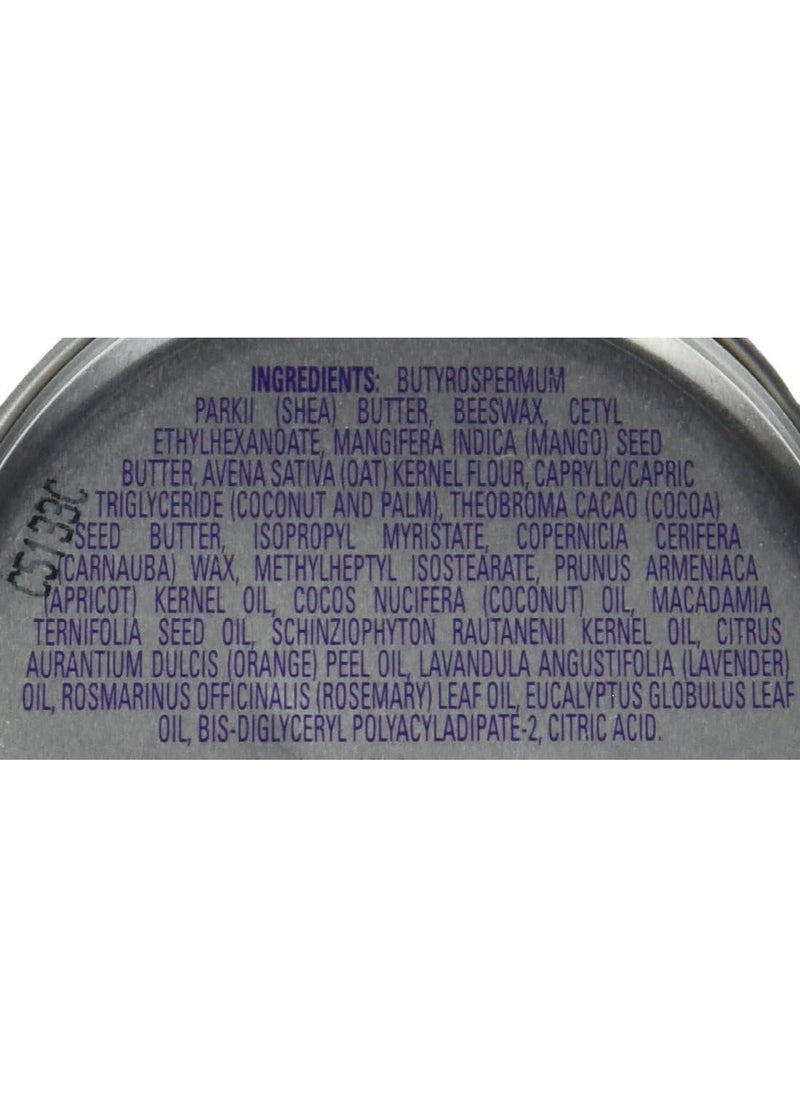 INGREDIENTS: BUTYROSPERMUM
PARKII (SHEA) BUTTER, BEESWAX, CETYL
ETHYLHEXANOATE, MANGIFERA INDICA (MANGO) SEED
BUTTER, AVENA SATIVA (OAT) KERNEL FLOUR, CAPRYLIC/CAPRIC
TRIGLYCERIDE (COCONUT AND PALM), THEOBROMA CACAO (COCOA)
SEED BUTTER, ISOPROPYL MYRISTATE, COPERNICIA CERIFERA
(CARNAUBA) WAX, METHYLHEPTYL ISOSTEARATE, PRUNUS ARMENIACA
(APRICOT) KERNEL OIL, COCOS NUCIFERA (COCONUT) OIL, MACADAMIA
TERNIFOLIA SEED OIL, SCHINZIOPHYTON RAUTANENII KERNEL OIL, CITRUS
AURANTIUM DULCIS (ORANGE) PEEL OIL, LAVANDULA ANGUSTIFOLIA (LAVENDER)
OIL, ROSMARINUS OFFICINALIS (ROSEMARY) LEAF OIL, EUCALYPTUS GLOBULUS LEAF
OIL, BIS-DIGLYCERYL POLYACYLADIPATE-2, CITRIC ACID.
C5133C